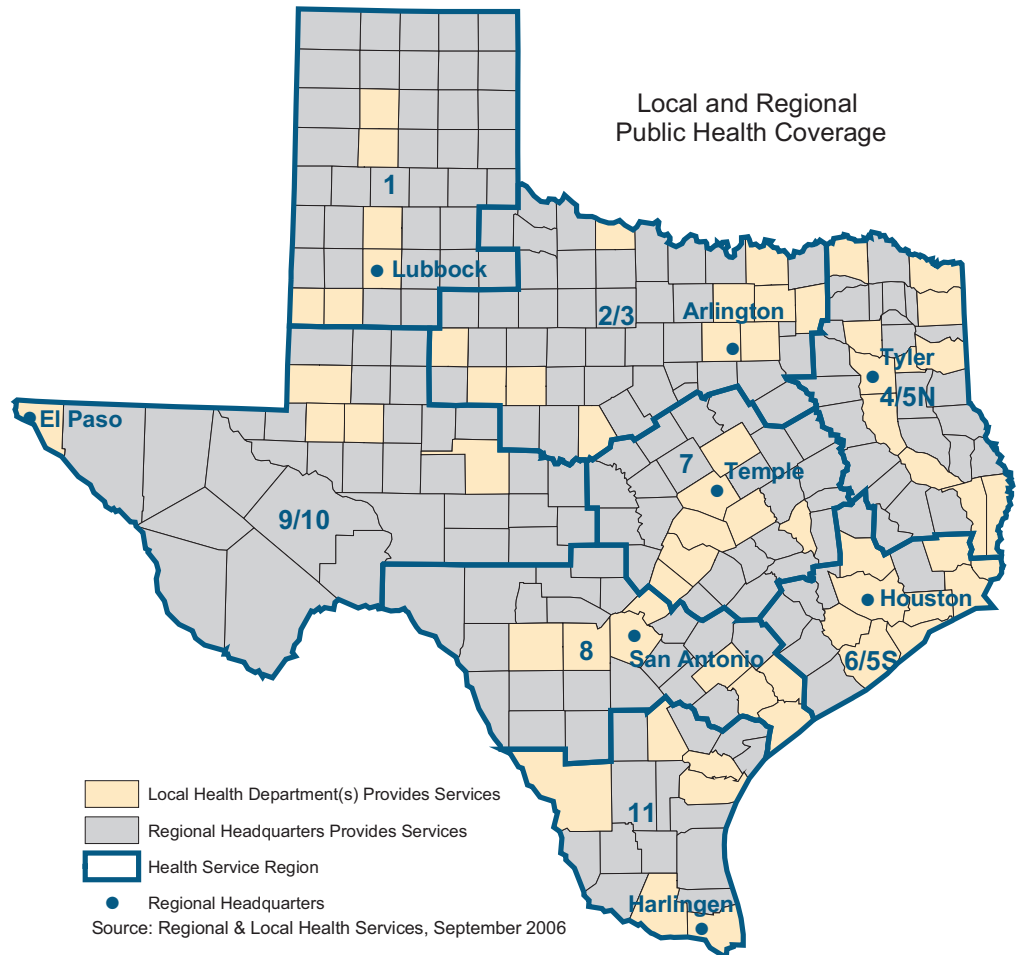 Local and Regional
Public Health Coverage
1
Lubbock
2/3
Arlington
Tyler
4/5N
El Paso
7
Temple
9/10
Houston
8
San Antonio
6/5S
11
Harlingen
Local Health Department(s) Provides Services
Regional Headquarters Provides Services
Health Service Region
Regional Headquarters
Source: Regional & Local Health Services, September 2006